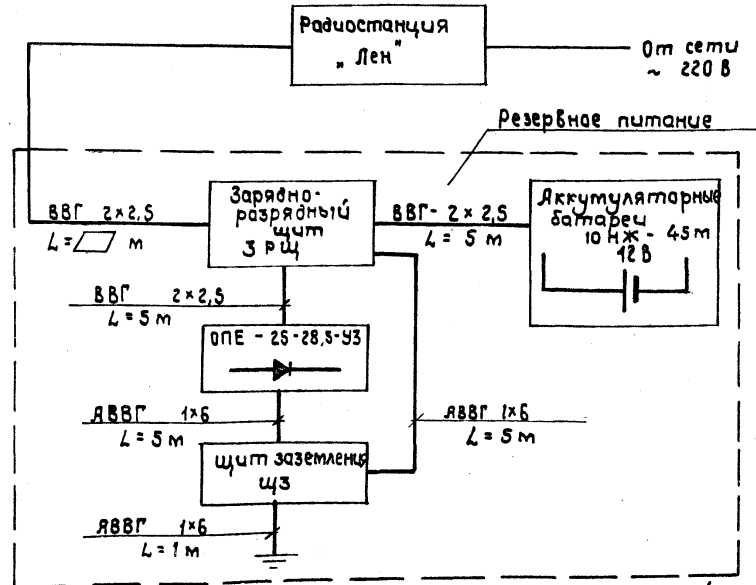 Радиостанция
„Лен"
От сети
~ 220 В
Резервное питание
ВВГ 2×2,5
L= м
Зарядно-
разрядный
щит
ЗРЩ
ВВГ- 2×2,5
L= 5 м
Аккумуляторные
батареи
10 НЖ - 45м
12 В
ВВГ 2×2,5
L= 5 м
ОПЕ - 25-28,5-У3
АВВГ 1×6
L= 5 м
АВВГ 1×6
L= 5 м
Щит заземления
ЩЗ
АВВГ 1×6
L= 1 м